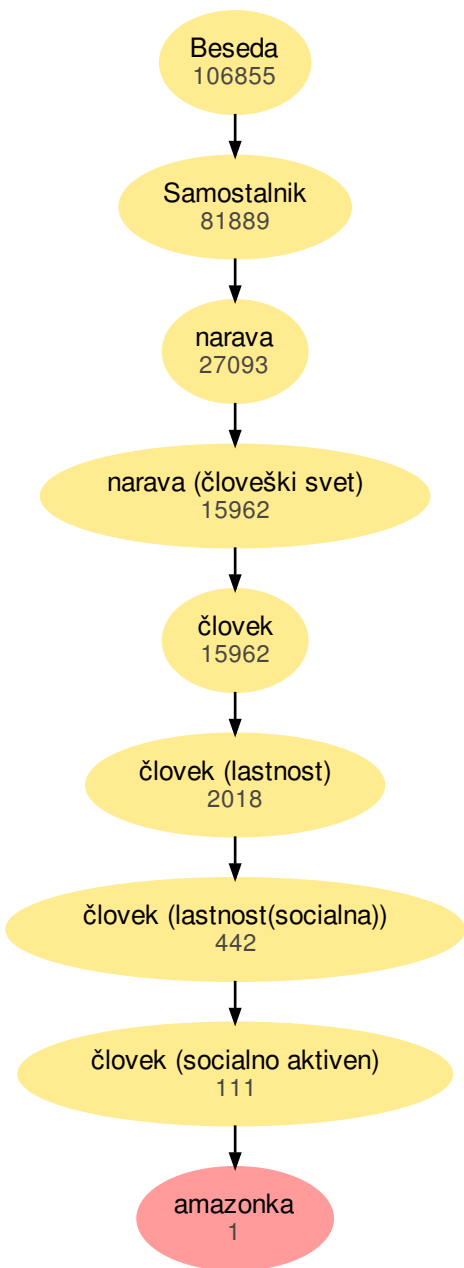 Beseda
106855
Samostalnik
81889
narava
27093
narava (človeški svet)
15962
človek
15962
človek (lastnost)
2018
človek (lastnost(socialna))
442
človek (socialno aktiven)
111
amazonka
1